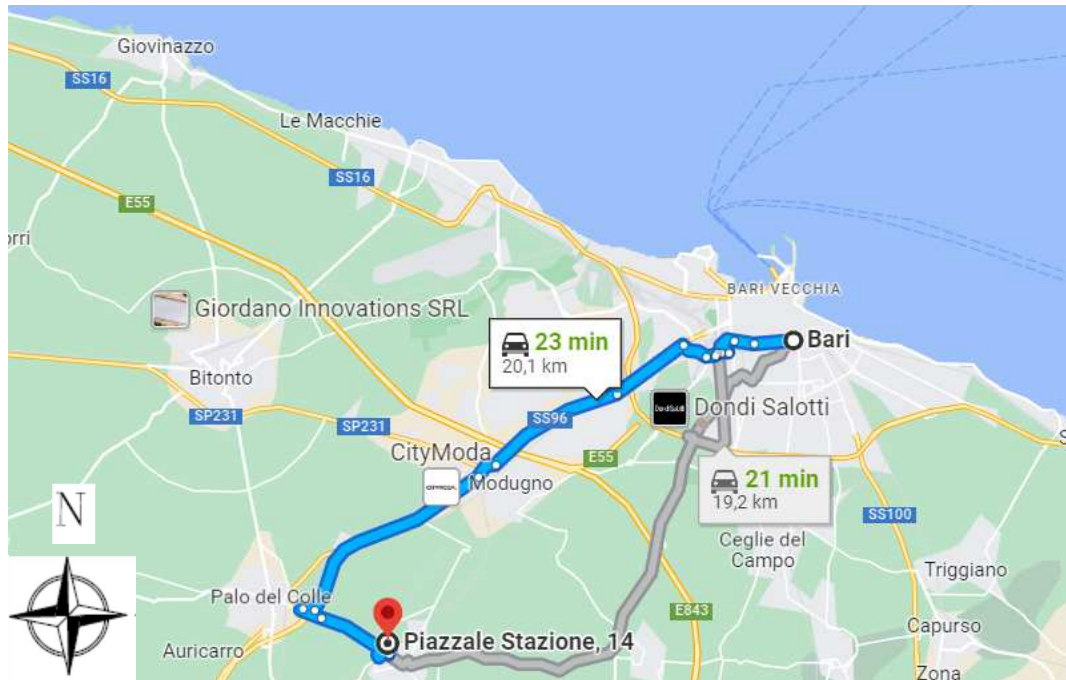 Giovinazzo
SS16
Le Macchie
SS16
E55
orri
BARI VECCHIA
Giordano Innovations SRL
23 min
20,1 km
Bari
Bitonto
Dondi Salotti
SP231
SP231
SS96
CityModa
E55
Modugno
21 min
19,2 km
N
SS100
Ceglie del
Campo
Triggiano
Palo del Colle
E843
Piazzale Stazione, 14
Capurso
Auricarro
Zona